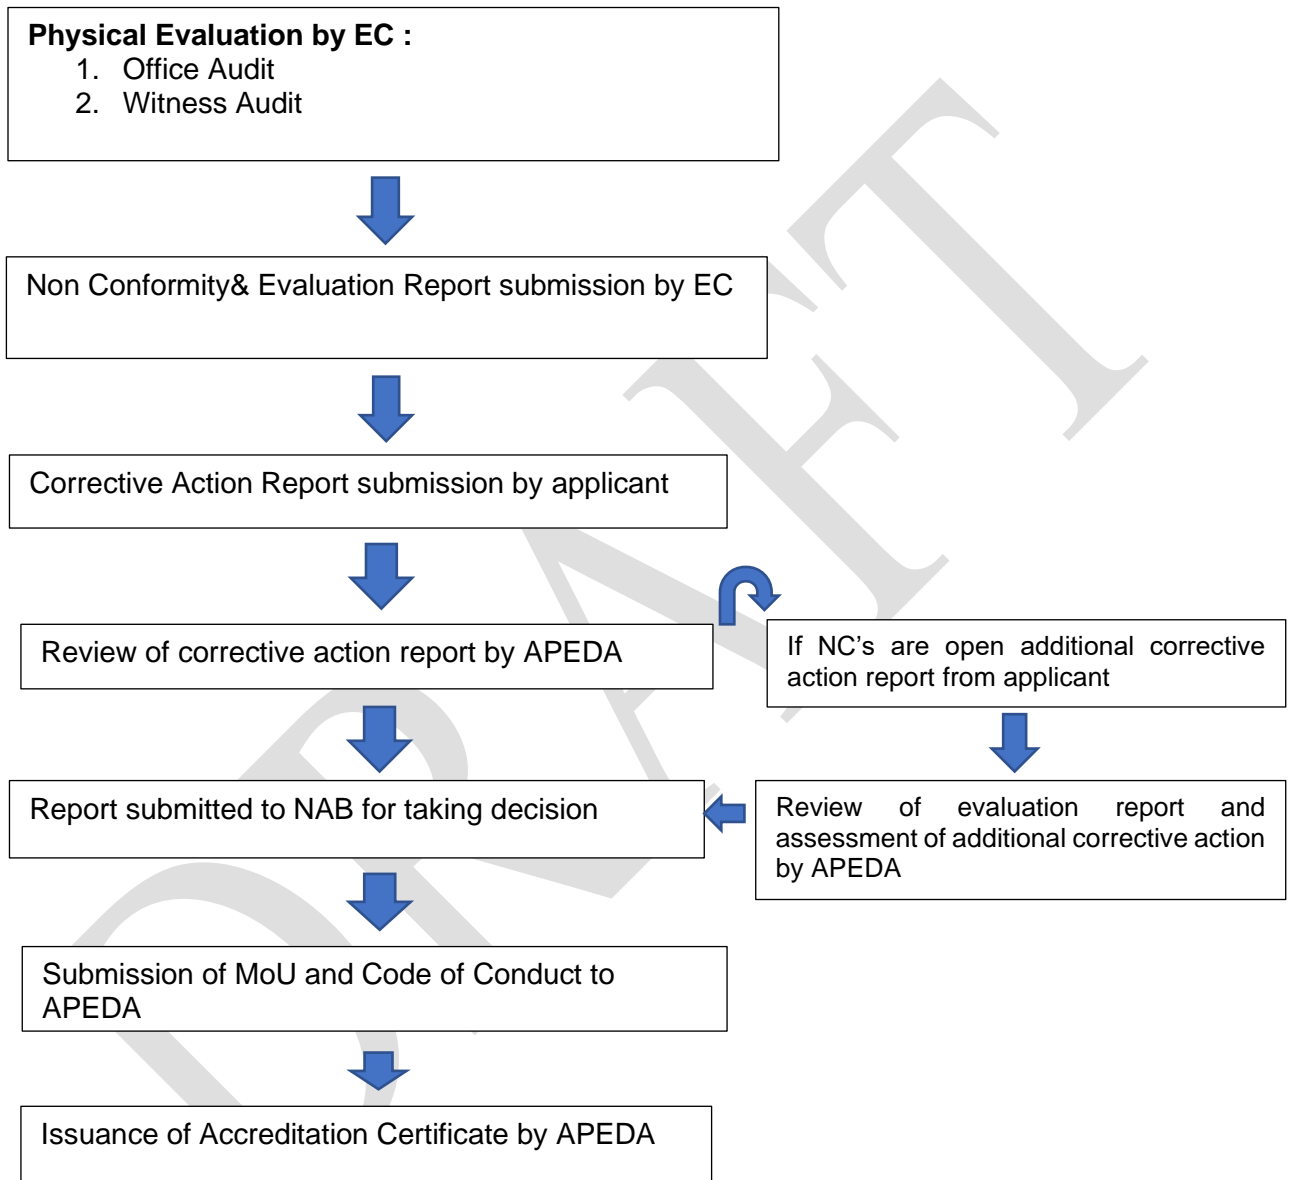 Physical Evaluation by EC :
1. Office Audit
2. Witness Audit
Non Conformity& Evaluation Report submission by EC
Corrective Action Report submission by applicant
Review of corrective action report by APEDA
If NC’s are open additional corrective
action report from applicant
Report submitted to NAB for taking decision
Review of evaluation report and
assessment of additional corrective action
by APEDA
Submission of MoU and Code of Conduct to
APEDA
Issuance of Accreditation Certificate by APEDA
DRAFT